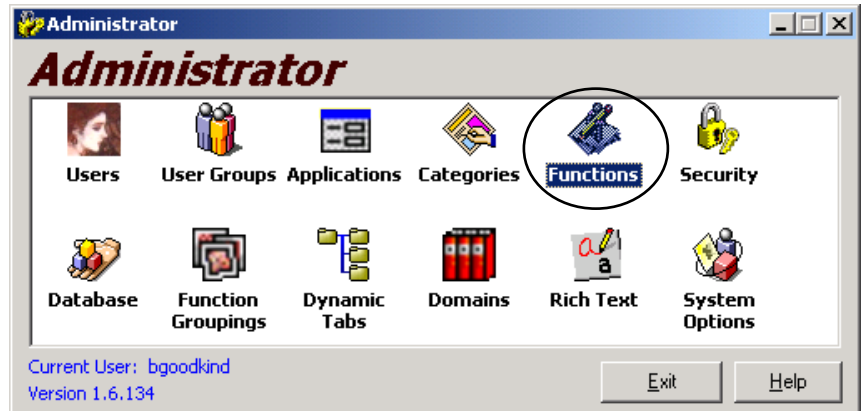 Administrator
Administrator
Users User Groups Applications Categories Functions Security
Database Function Groupings Dynamic Tabs Domains Rich Text System Options
Current User: bgoodkind
Version 1.6.134
Exit Help